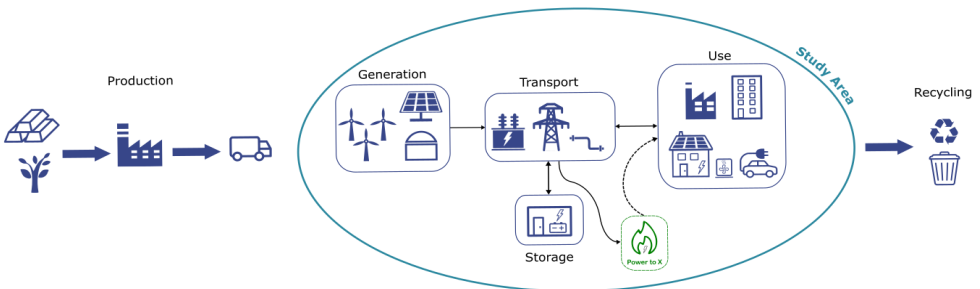 Production
Generation
Transport
Use
Study Area
Recycling
Storage
Power to X